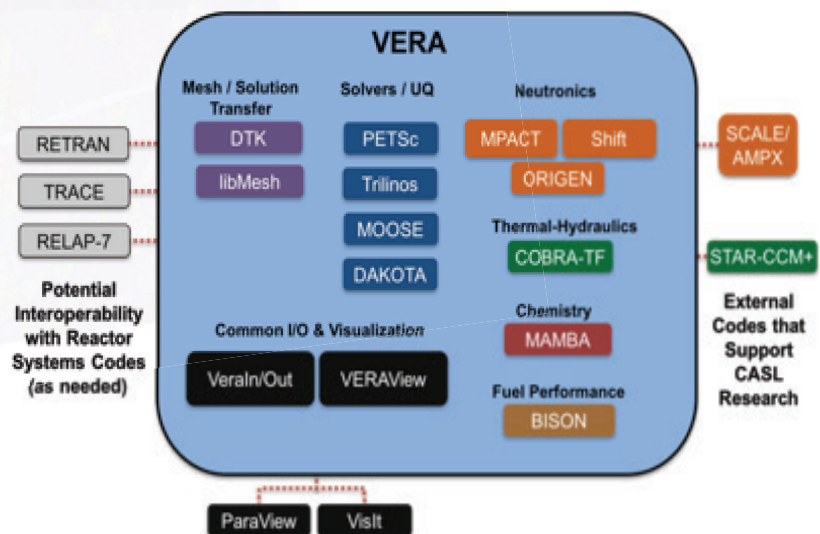 VERA
Mesh / Solution
Transfer
DTK
libMesh
Solvers / UQ
PETSc
Trilinos
MOOSE
DAKOTA
Neutronics
MPACT
Shift
ORIGEN
Thermal-Hydraulics
COBRA-TF
Chemistry
MAMBA
Fuel Performance
BISON
Common I/O & Visualization
VeraIn/Out
VERAView
RETRAN
TRACE
RELAP-7
Potential
Interoperability
with Reactor
Systems Codes
(as needed)
SCALE/
AMPX
STAR-CCM+
External
Codes that
Support
CASL
Research
ParaView
VisIt